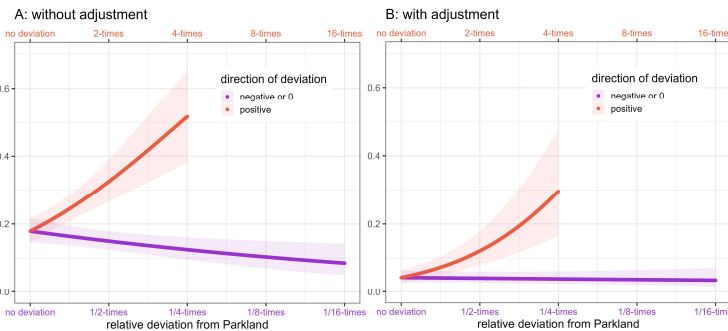 A: without adjustment
no deviation 2-times 4-times 8-times 16-times
direction of deviation
negative or 0
positive
0.6
0.4
0.2
0.0
no deviation 1/2-times 1/4-times 1/8-times 1/16-times
relative deviation from Parkland
B: with adjustment
no deviation 2-times 4-times 8-times 16-times
direction of deviation
negative or 0
positive
0.6
0.4
0.2
0.0
no deviation 1/2-times 1/4-times 1/8-times 1/16-times
relative deviation from Parkland